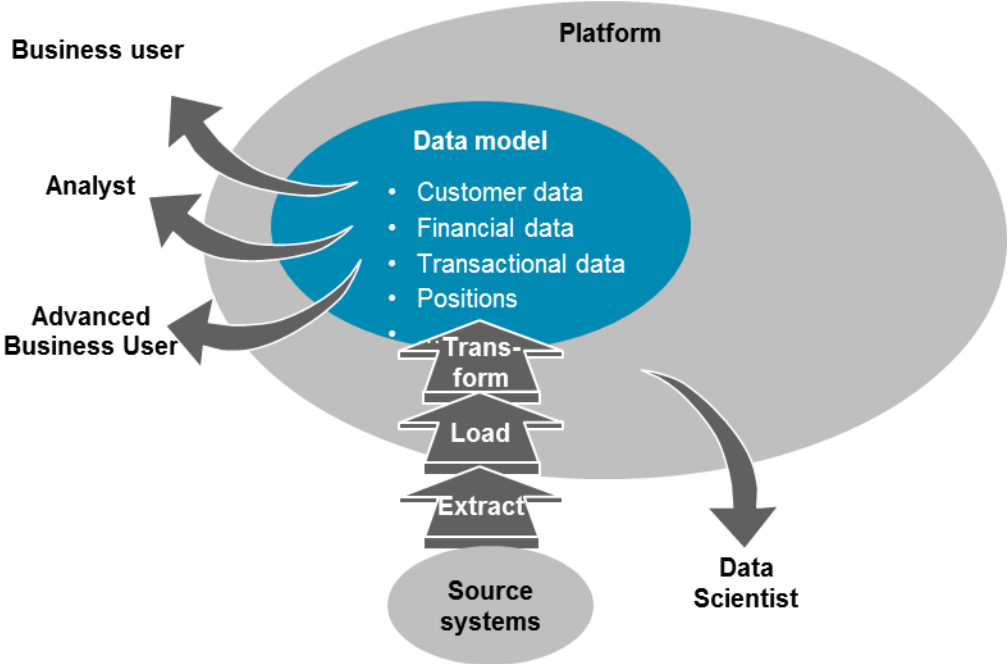 Platform
Business user
Data model
• Customer data
• Financial data
• Transactional data
• Positions
• ...
Analyst
Advanced
Business User
Trans-
form
Load
Extract
Source
systems
Data
Scientist